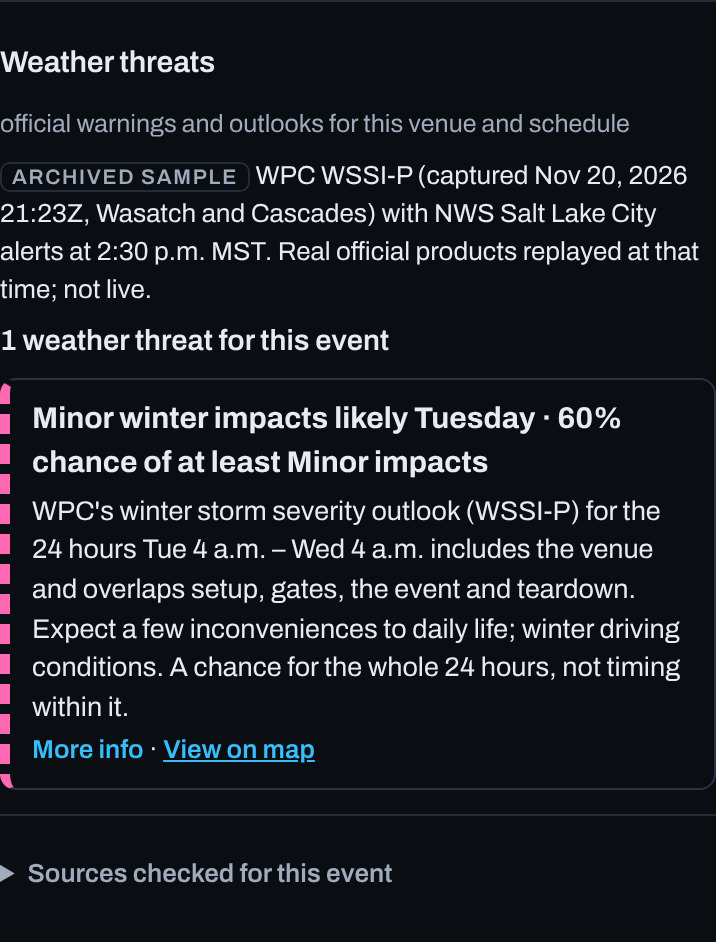 Weather threats
official warnings and outlooks for this venue and schedule
ARCHIVED SAMPLE WPC WSSI-P (captured Nov 20, 2026
21:23Z, Wasatch and Cascades) with NWS Salt Lake City
alerts at 2:30 p.m. MST. Real official products replayed at that
time; not live.
1 weather threat for this event
Minor winter impacts likely Tuesday · 60%
chance of at least Minor impacts
WPC's winter storm severity outlook (WSSI-P) for the
24 hours Tue 4 a.m. – Wed 4 a.m. includes the venue
and overlaps setup, gates, the event and teardown.
Expect a few inconveniences to daily life; winter driving
conditions. A chance for the whole 24 hours, not timing
within it.
More info · View on map
Sources checked for this event